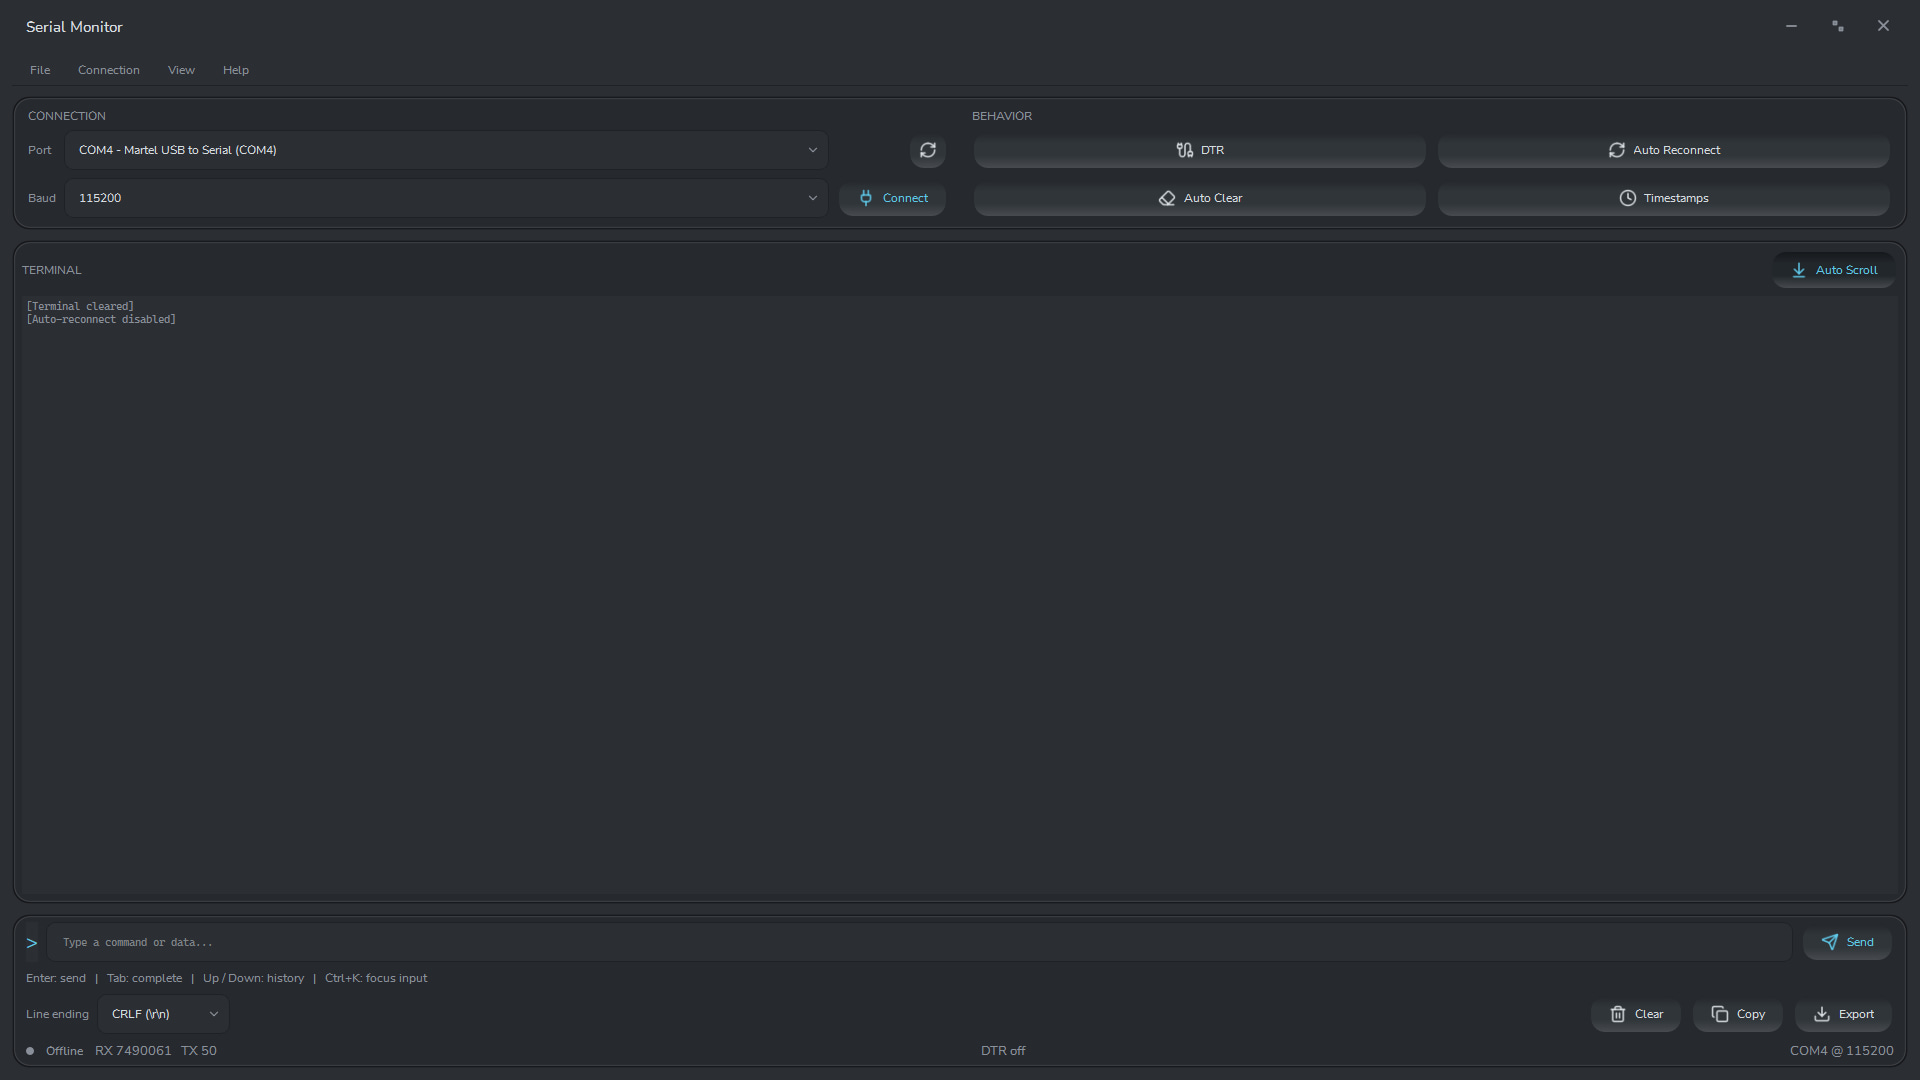 Serial Monitor
File Connection View Help
CONNECTION BEHAVIOR
Port COM4 - Martel USB to Serial (COM4) DTR Auto Reconnect
Baud 115200 Connect Auto Clear Timestamps
TERMINAL Auto Scroll
[Terminal cleared]
[Auto-reconnect disabled]
> Type a command or data... Send
Enter: send | Tab: complete | Up / Down: history | Ctrl+K: focus input
Line ending CRLF (\r\n) Clear Copy Export
Offline RX 7490061 TX 50 DTR off COM4 @ 115200